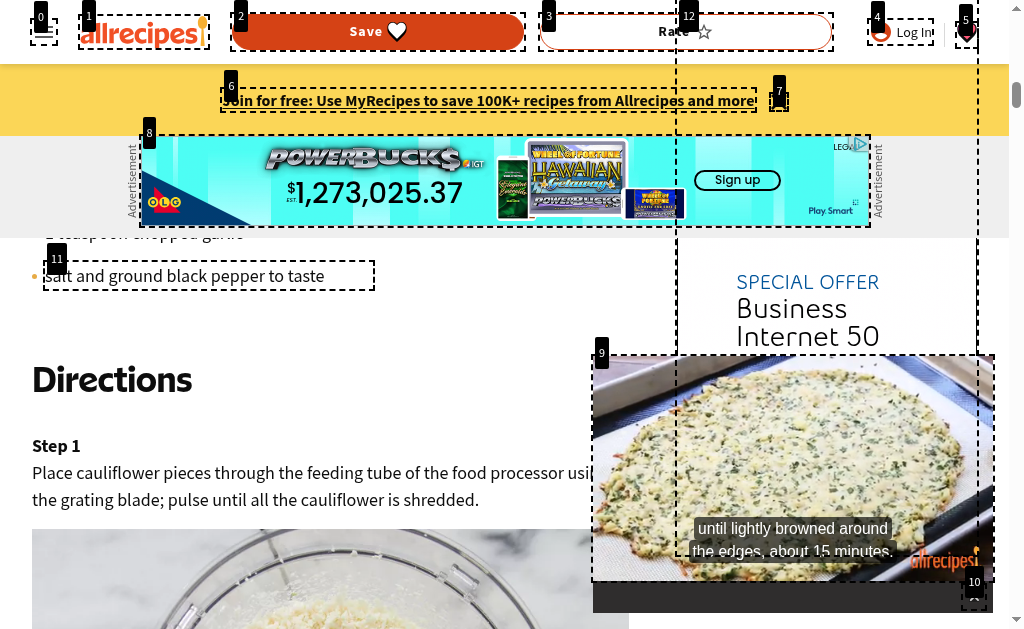 0
1
2
3
12
4
5
allrecipes
Save
Rate
Log In
6
7
Join for free: Use MyRecipes to save 100K+ recipes from Allrecipes and more
8
Advertisement
POWERBUCK$ IGT
$1,273,025.37
EST.
OLG
WHEEL OF FORTUNE
HAWAIIAN
Getaway
POWERBUCKS
Sign up
Play Smart
Advertisement
1 teaspoon chopped garlic
11
salt and ground black pepper to taste
SPECIAL OFFER
Business
Internet 50
Directions
9
Step 1
Place cauliflower pieces through the feeding tube of the food processor
the grating blade; pulse until all the cauliflower is shredded.
until lightly browned around
the edges, about 15 minutes.
allrecipes
10